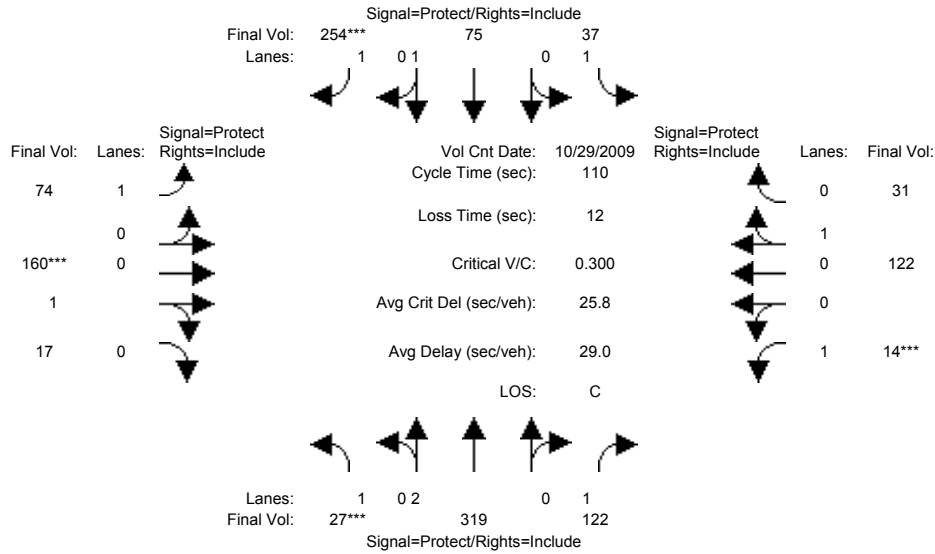 Signal=Protect/Rights=Include
Final Vol: 254*** 75 37
Lanes: 1 0 1 0 1
Signal=Protect Signal=Protect
Final Vol: Lanes: Rights=Include Vol Cnt Date: 10/29/2009 Rights=Include Lanes: Final Vol:
Cycle Time (sec): 110
74 1 0 31
Loss Time (sec): 12
0 1
160*** 0 Critical V/C: 0.300 0 122
1 0 Avg Crit Del (sec/veh): 25.8 0
17 0 Avg Delay (sec/veh): 29.0 1 14***
LOS: C
Lanes: 1 0 2 0 1
Final Vol: 27*** 319 122
Signal=Protect/Rights=Include